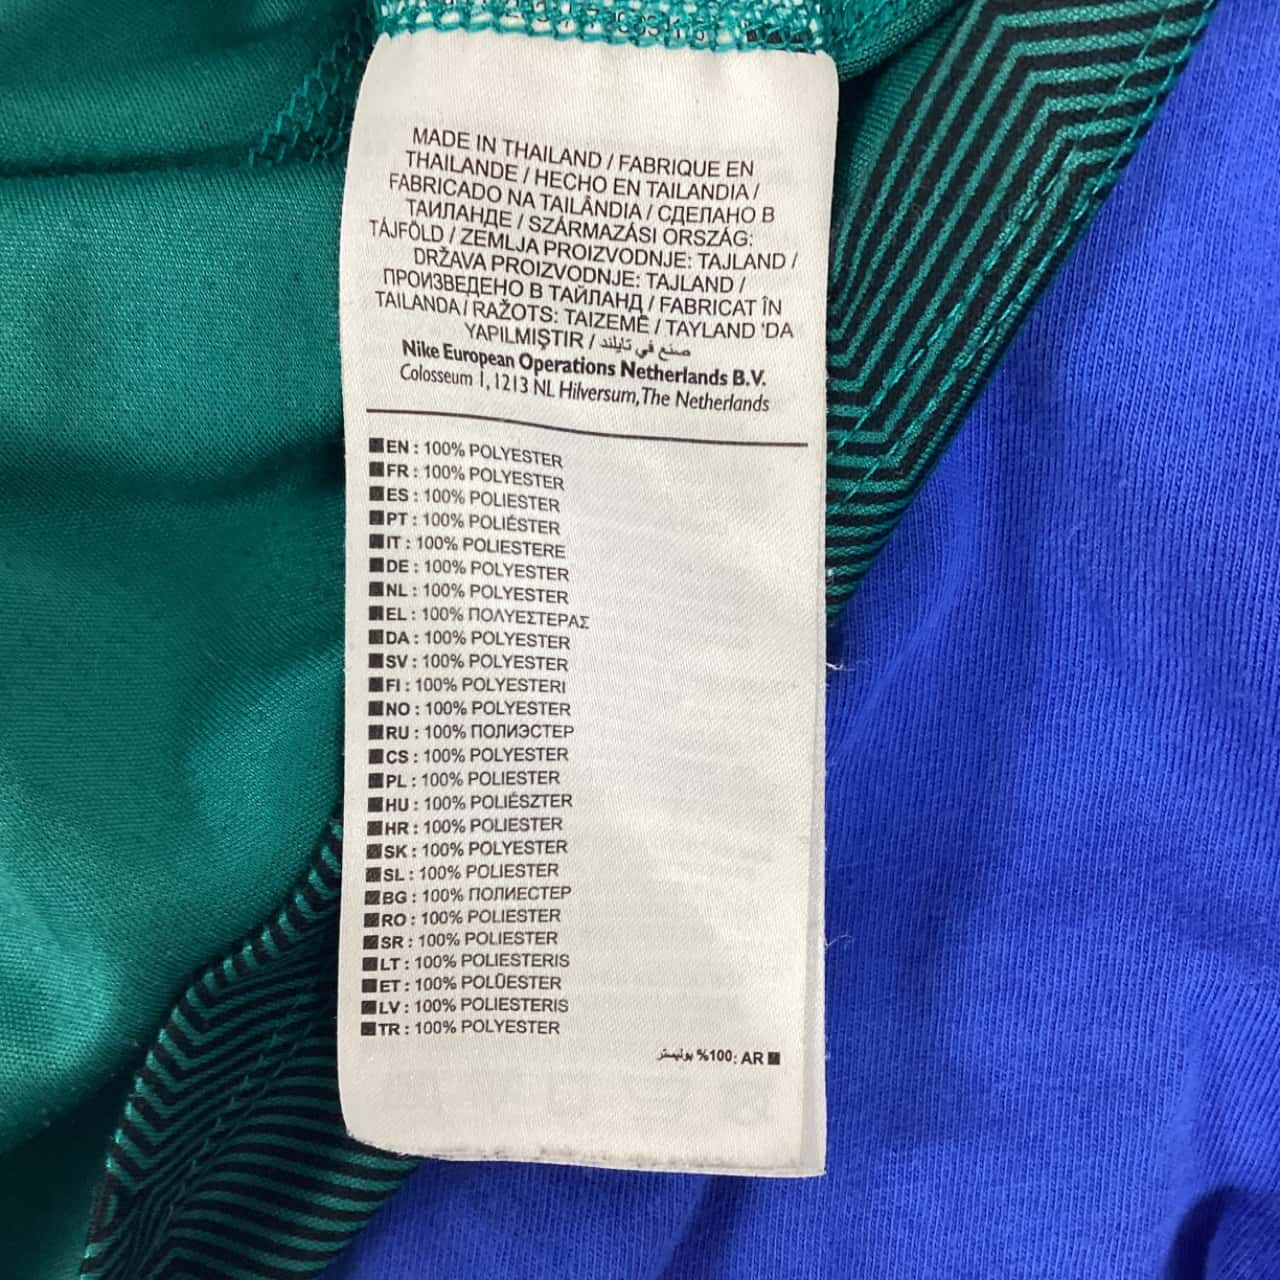 MADE IN THAILAND / FABRIQUE EN
THAILANDE / HECHO EN TAILANDIA /
FABRICADO NA TAILÂNDIA / СДЕЛАНО В
ТАИЛАНДЕ / SZÁRMAZÁSI ORSZÁG:
TÁJFÖLD / ZEMLJA PROIZVODNJE: TAJLAND /
DRŽAVA PROIZVODNJE: TAJLAND /
ПРОИЗВЕДЕНО В ТАЙЛАНД / FABRICAT ÎN
TAILANDA / RAŽOTS: TAIZEMĒ / TAYLAND 'DA
YAPILMIŞTIR / صنع في تايلند
Nike European Operations Netherlands B.V.
Colosseum 1, 1213 NL Hilversum, The Netherlands
EN : 100% POLYESTER
FR : 100% POLYESTER
ES : 100% POLIESTER
PT : 100% POLIÉSTER
IT : 100% POLIESTERE
DE : 100% POLYESTER
NL : 100% POLYESTER
EL : 100% ΠΟΛΥΕΣΤΕΡΑΣ
DA : 100% POLYESTER
SV : 100% POLYESTER
FI : 100% POLYESTERI
NO : 100% POLYESTER
RU : 100% ПОЛИЭСТЕР
CS : 100% POLYESTER
PL : 100% POLIESTER
HU : 100% POLIÉSZTER
HR : 100% POLIESTER
SK : 100% POLYESTER
SL : 100% POLIESTER
BG : 100% ПОЛИЕСТЕР
RO : 100% POLIESTER
SR : 100% POLIESTER
LT : 100% POLIESTERIS
ET : 100% POLÜESTER
LV : 100% POLIESTERIS
TR : 100% POLYESTER
AR : 100% بوليستر